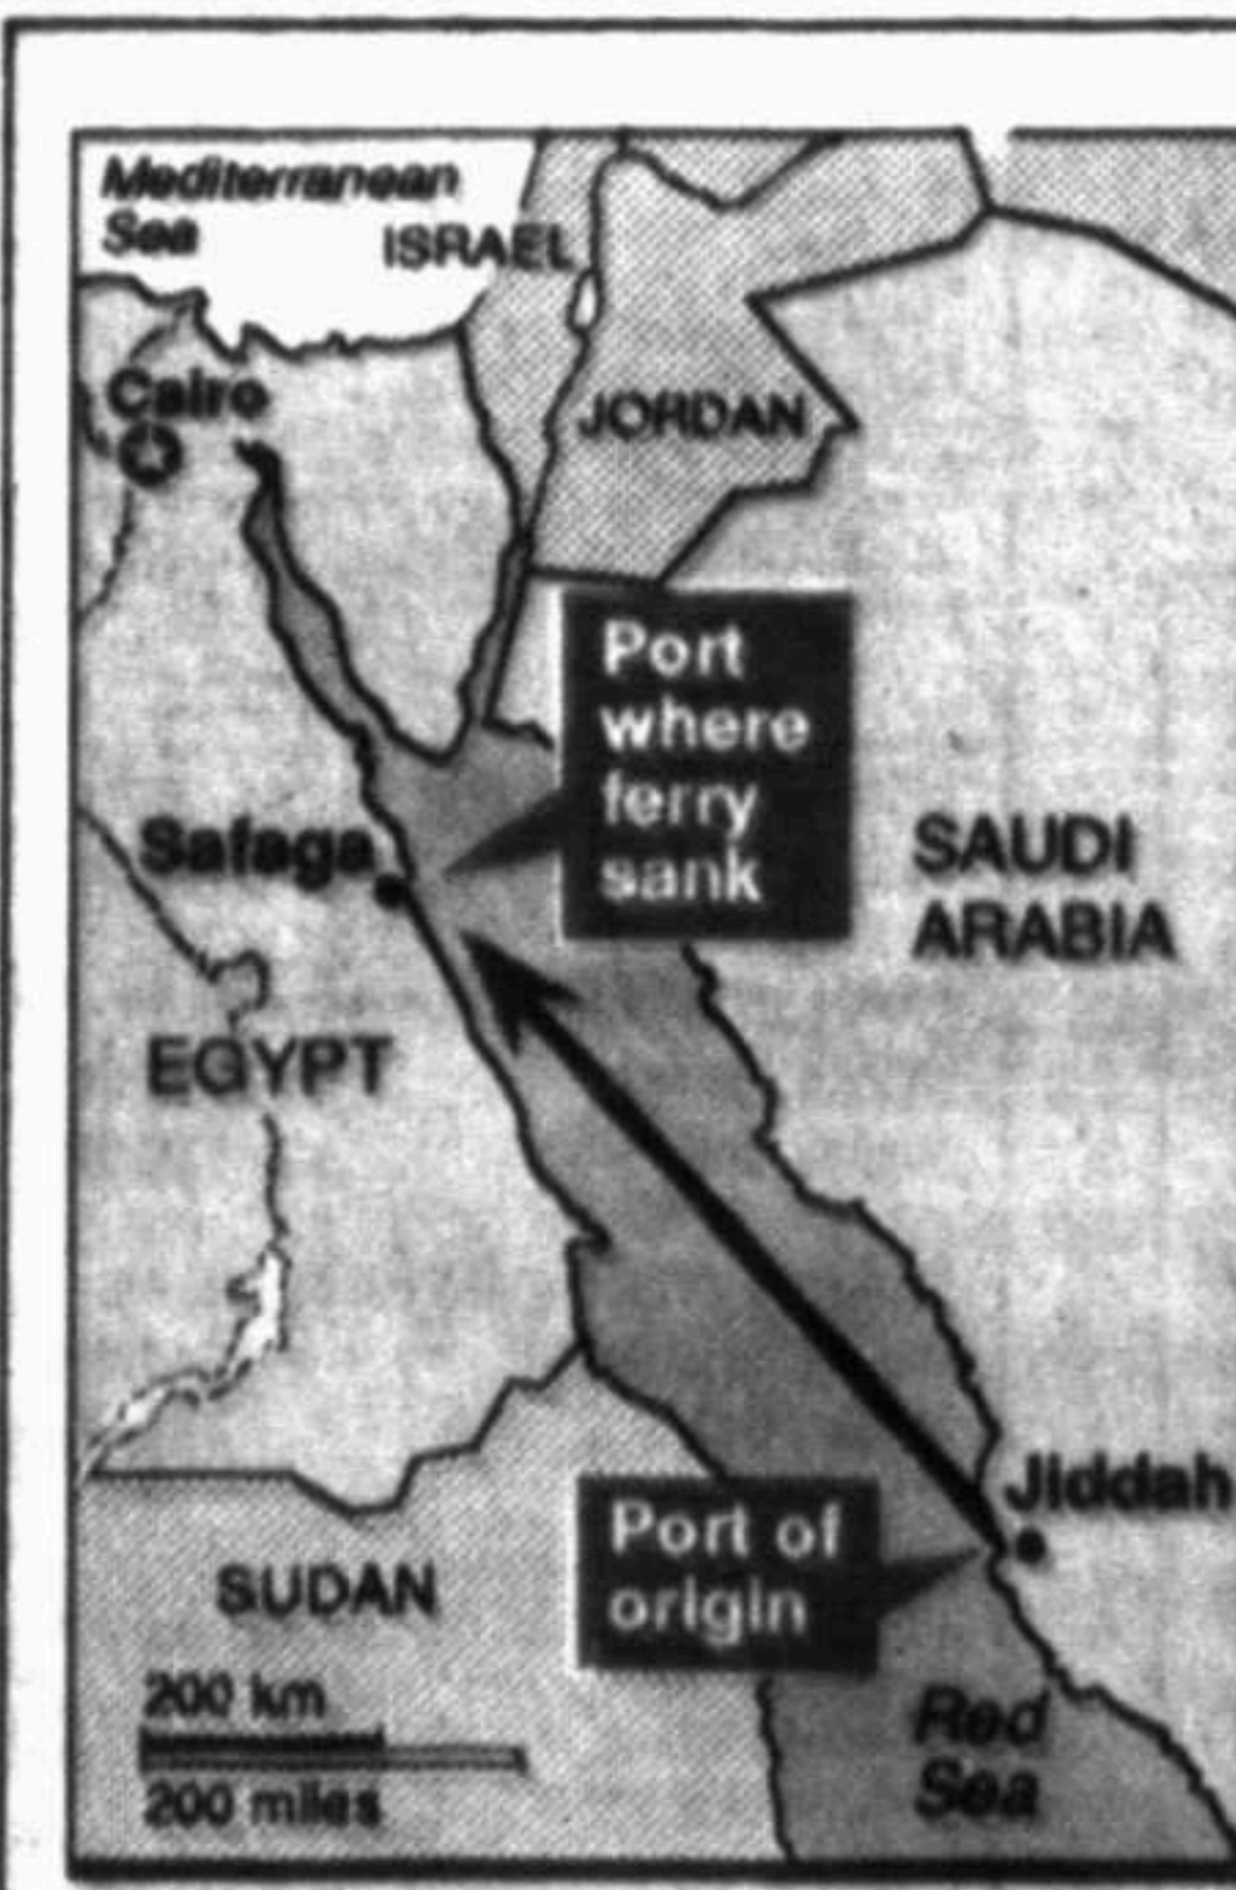 Mediterranean
Sea
ISRAEL
Cairo
JORDAN
Port
where
ferry
sank
Safaga
SAUDI
ARABIA
EGYPT
Jiddah
Port of
origin
SUDAN
200 km
200 miles
Red
Sea